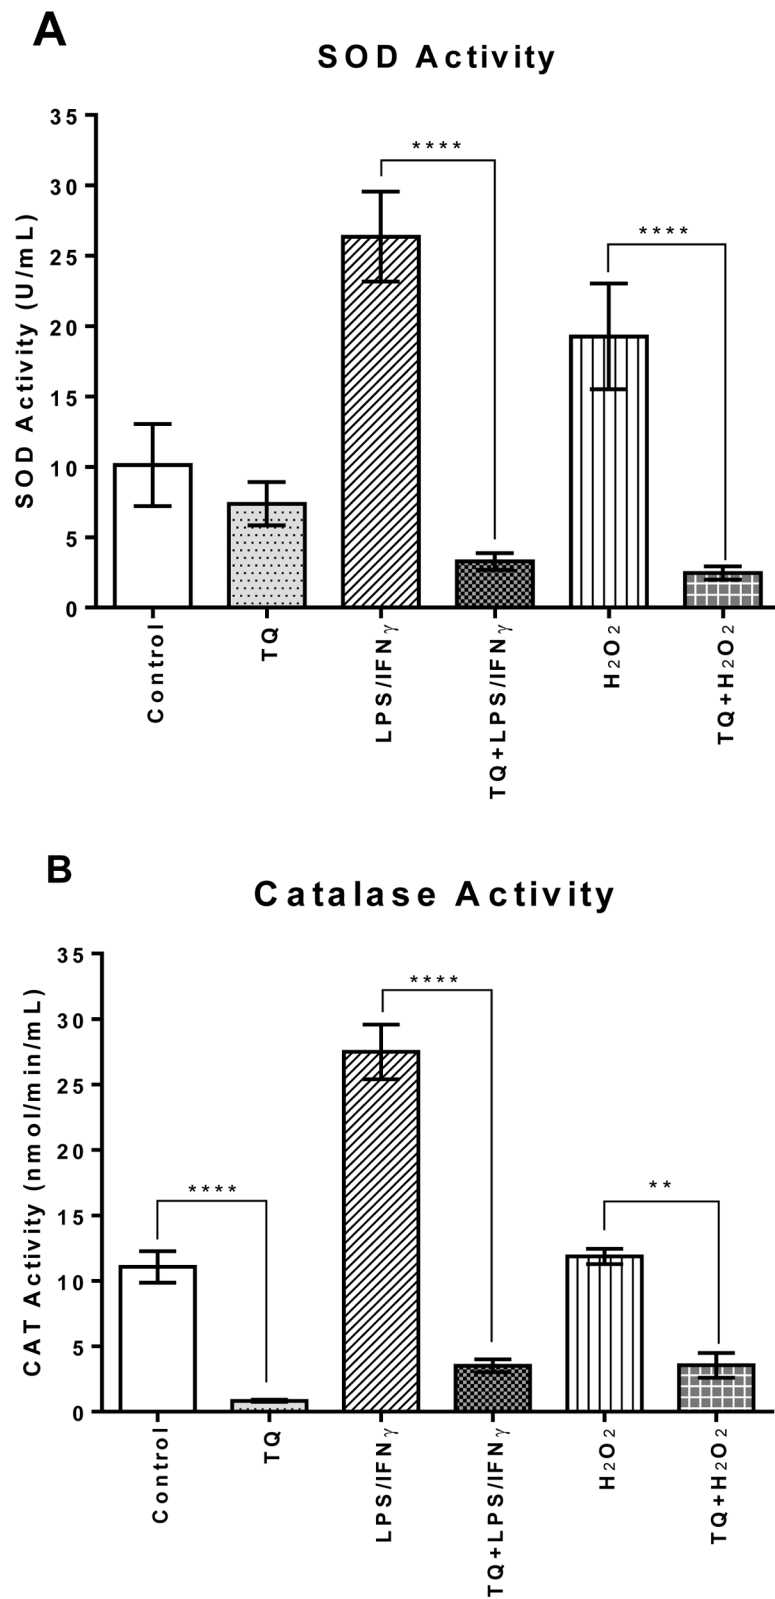 A
SOD Activity
SOD Activity (U/mL)
35
30
25
20
15
10
5
0
****
****
Control
TQ
LPS/IFNγ
TQ+LPS/IFNγ
H2O2
TQ+H2O2
B
Catalase Activity
CAT Activity (nmol/min/mL)
35
30
25
20
15
10
5
0
****
****
**
Control
TQ
LPS/IFNγ
TQ+LPS/IFNγ
H2O2
TQ+H2O2